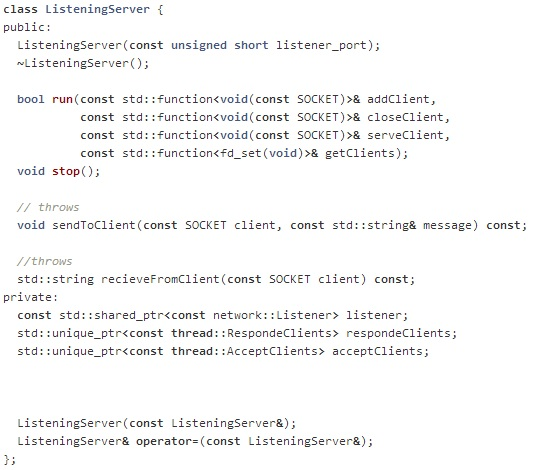 class ListeningServer {
public:
  ListeningServer(const unsigned short listener_port);
  ~ListeningServer();

  bool run(const std::function<void(const SOCKET)>& addClient,
           const std::function<void(const SOCKET)>& closeClient,
           const std::function<void(const SOCKET)>& serveClient,
           const std::function<fd_set(void)>& getClients);
  void stop();

  // throws
  void sendToClient(const SOCKET client, const std::string& message) const;

  //throws
  std::string recieveFromClient(const SOCKET client) const;
private:
  const std::shared_ptr<const network::Listener> listener;
  std::unique_ptr<const thread::RespondeClients> respondeClients;
  std::unique_ptr<const thread::AcceptClients> acceptClients;



  ListeningServer(const ListeningServer&);
  ListeningServer& operator=(const ListeningServer&);
};